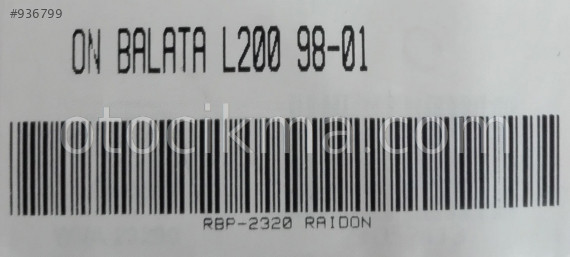 #936799
ON BALATA L200 98-01
otocikma.com
RBP-2320 RAIDON